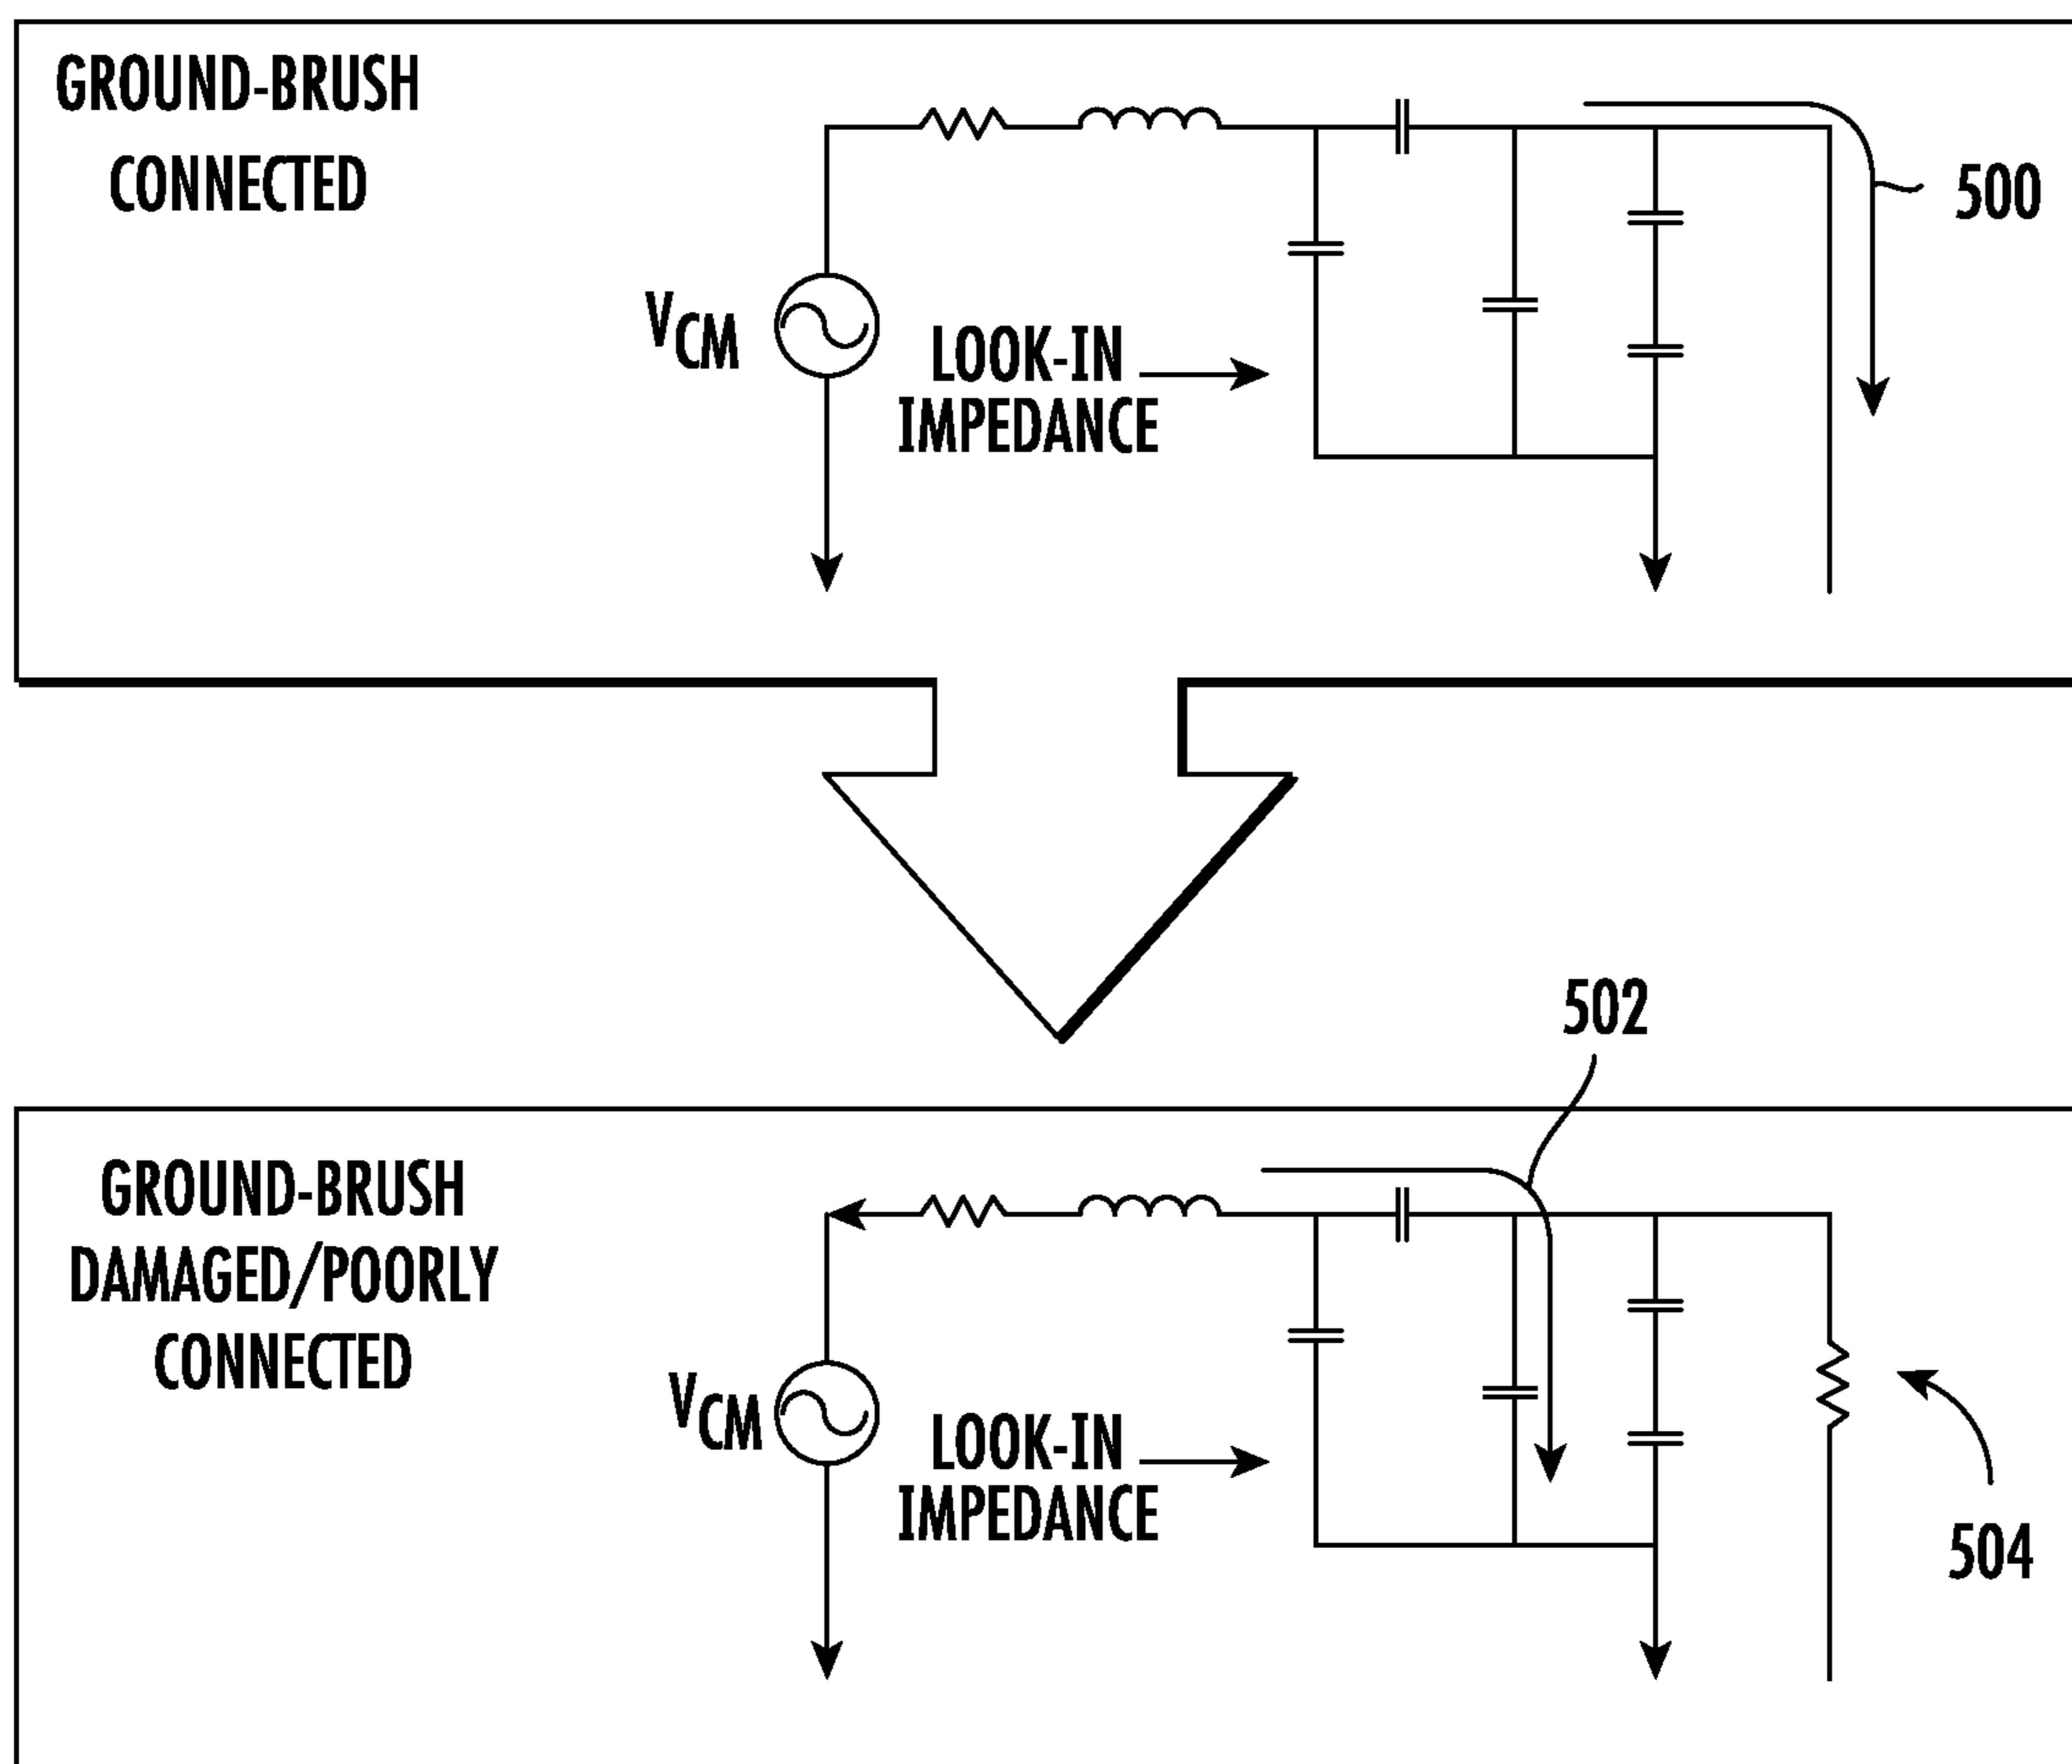 GROUND-BRUSH
CONNECTED
500
VCM
LOOK-IN
IMPEDANCE
502
GROUND-BRUSH
DAMAGED/POORLY
CONNECTED
VCM
LOOK-IN
IMPEDANCE
504